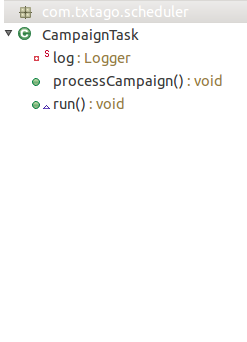 com.txtago.scheduler
CampaignTask
S log : Logger
processCampaign() : void
run() : void